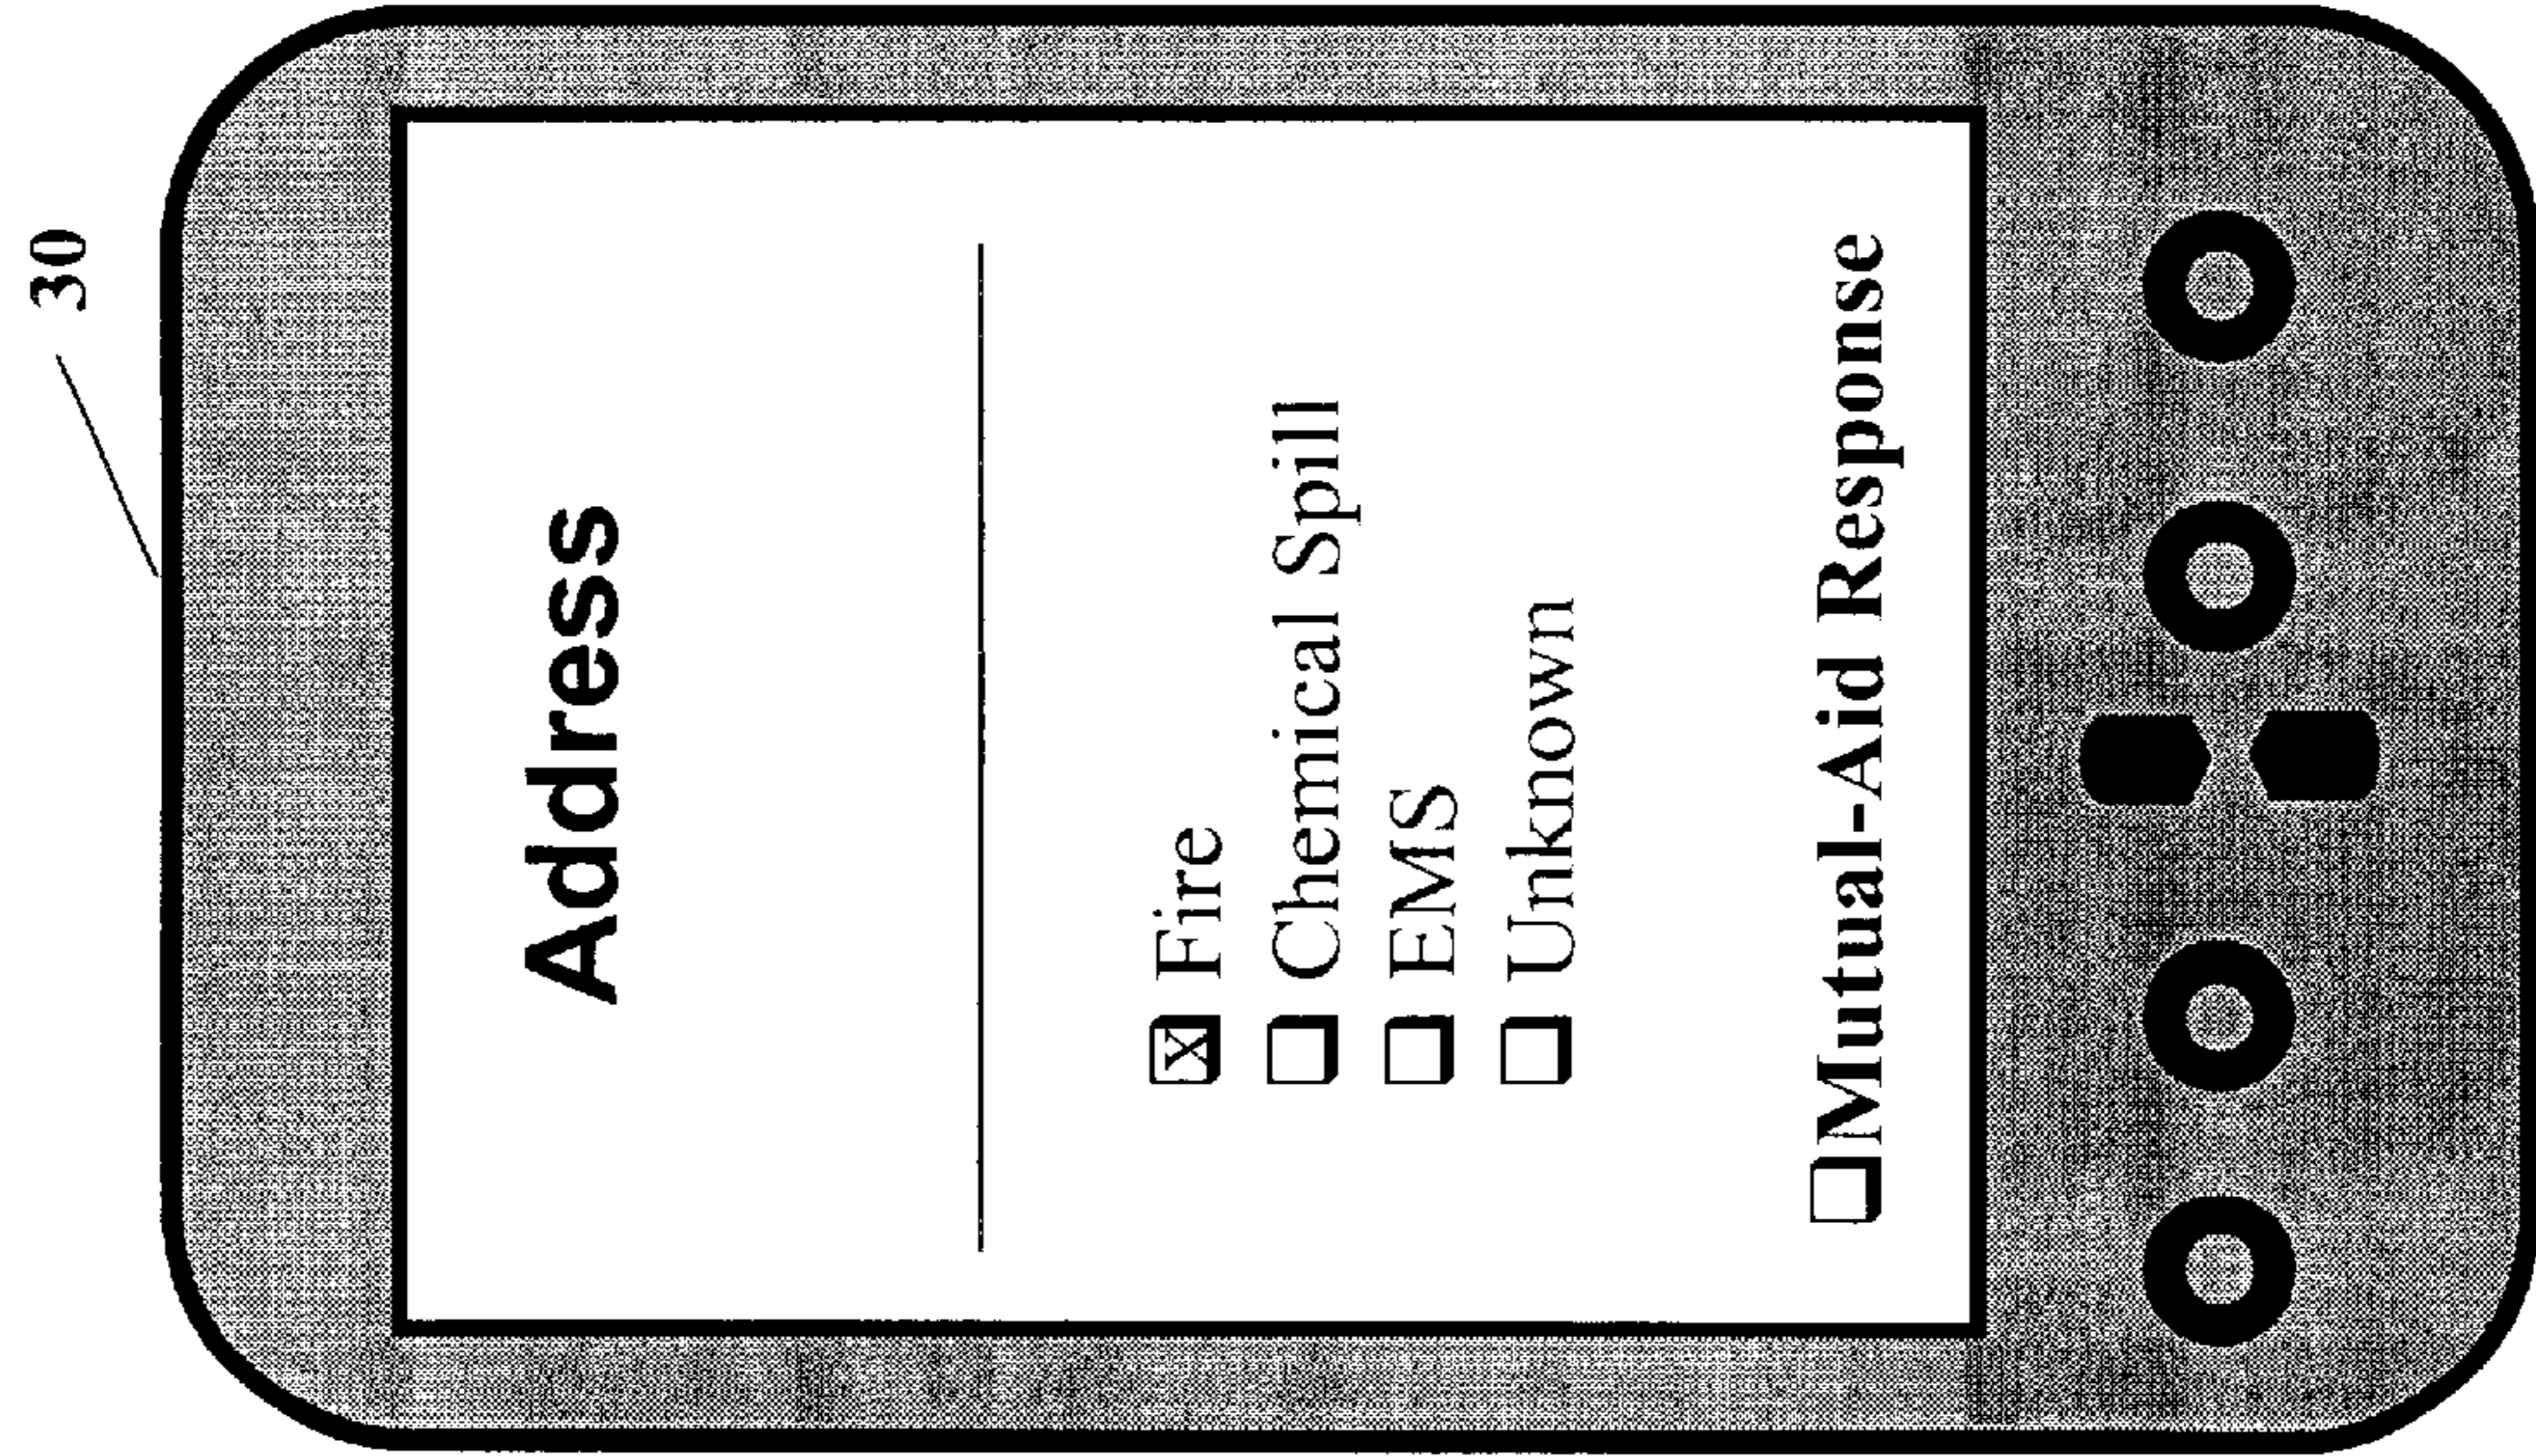 30
Address
☒ Fire
☐ Chemical Spill
☐ EMS
☐ Unknown
☐Mutual-Aid Response